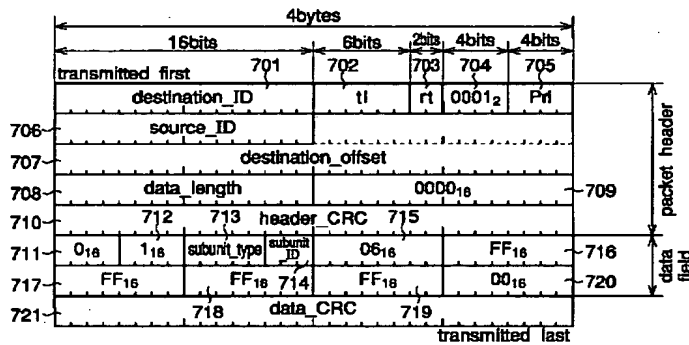 4bytes
16bits 6bits 2bits 4bits 4bits
701 702 703 704 705
transmitted first
destination_ID tl rt 0001₂ Pri
706 source_ID
707 destination_offset
708 data_length 0000₁₆ 709
710 712 713 header_CRC 715
packet header
711 0₁₆ 1₁₆ subunit_type subunit_ID 06₁₆ FF₁₆ 716
717 FF₁₆ FF₁₆ 714 FF₁₆ 00₁₆ 720
data field
721 718 data_CRC 719
transmitted last